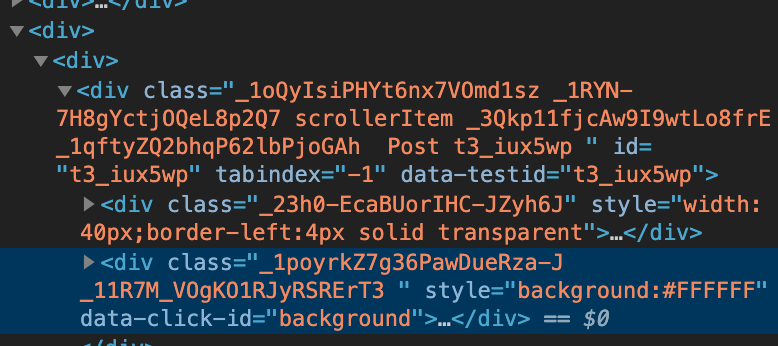 <div>…</div>
<div>
<div>
<div class="_1oQyIsiPHYt6nx7VOmd1sz _1RYN-
7H8gYctjOQeL8p2Q7 scrollerItem _3Qkp11fjcAw9I9wtLo8frE
_1qftyZQ2bhqP62lbPjoGAh  Post t3_iux5wp " id=
"t3_iux5wp" tabindex="-1" data-testid="t3_iux5wp">
<div class="_23h0-EcaBUorIHC-JZyh6J" style="width:
40px;border-left:4px solid transparent">…</div>
<div class="_1poyrkZ7g36PawDueRza-J
_11R7M_VOgKO1RJyRSRErT3 " style="background:#FFFFFF"
data-click-id="background">…</div> == $0
</div>